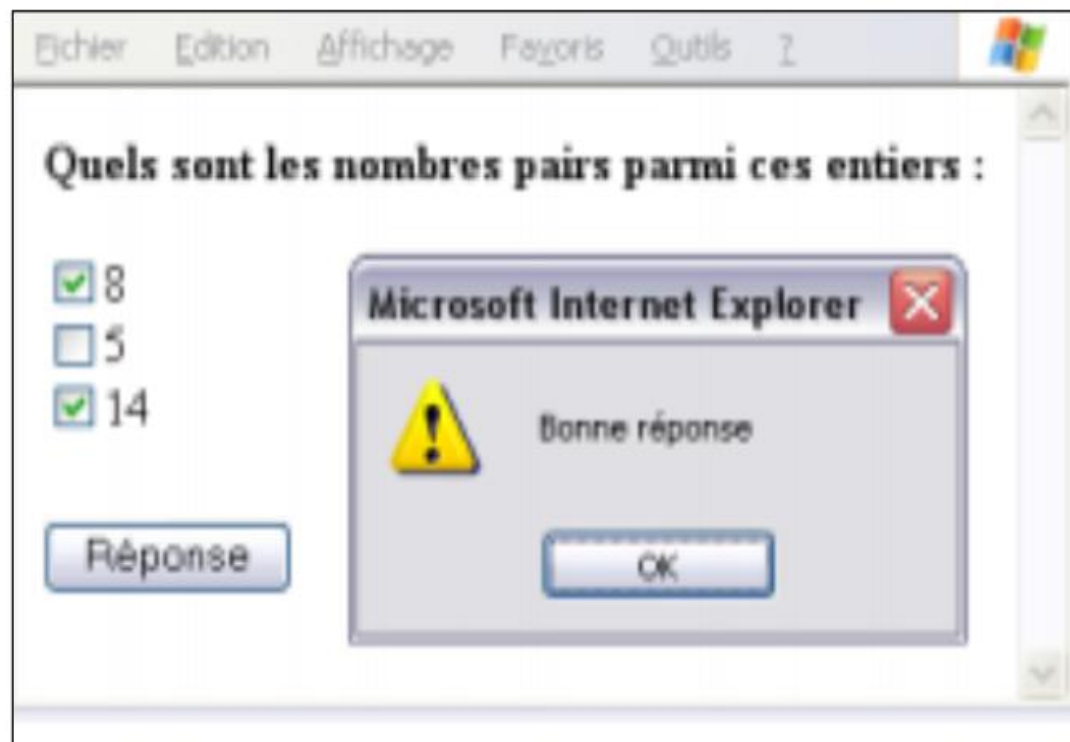 Fichier Edition Affichage Favoris Outils ?
Quels sont les nombres pairs parmi ces entiers :
8
5
14
Réponse
Microsoft Internet Explorer
Bonne réponse
OK